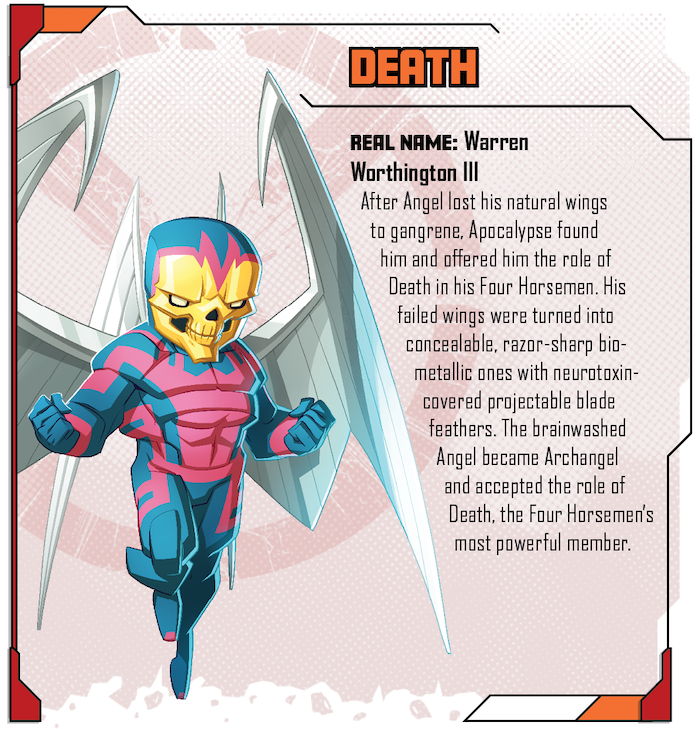 DEATH
REAL NAME: Warren
Worthington III
After Angel lost his natural wings
to gangrene, Apocalypse found
him and offered him the role of
Death in his Four Horsemen. His
failed wings were turned into
concealable, razor-sharp bio-
metallic ones with neurotoxin-
covered projectable blade
feathers. The brainwashed
Angel became Archangel
and accepted the role of
Death, the Four Horsemen's
most powerful member.